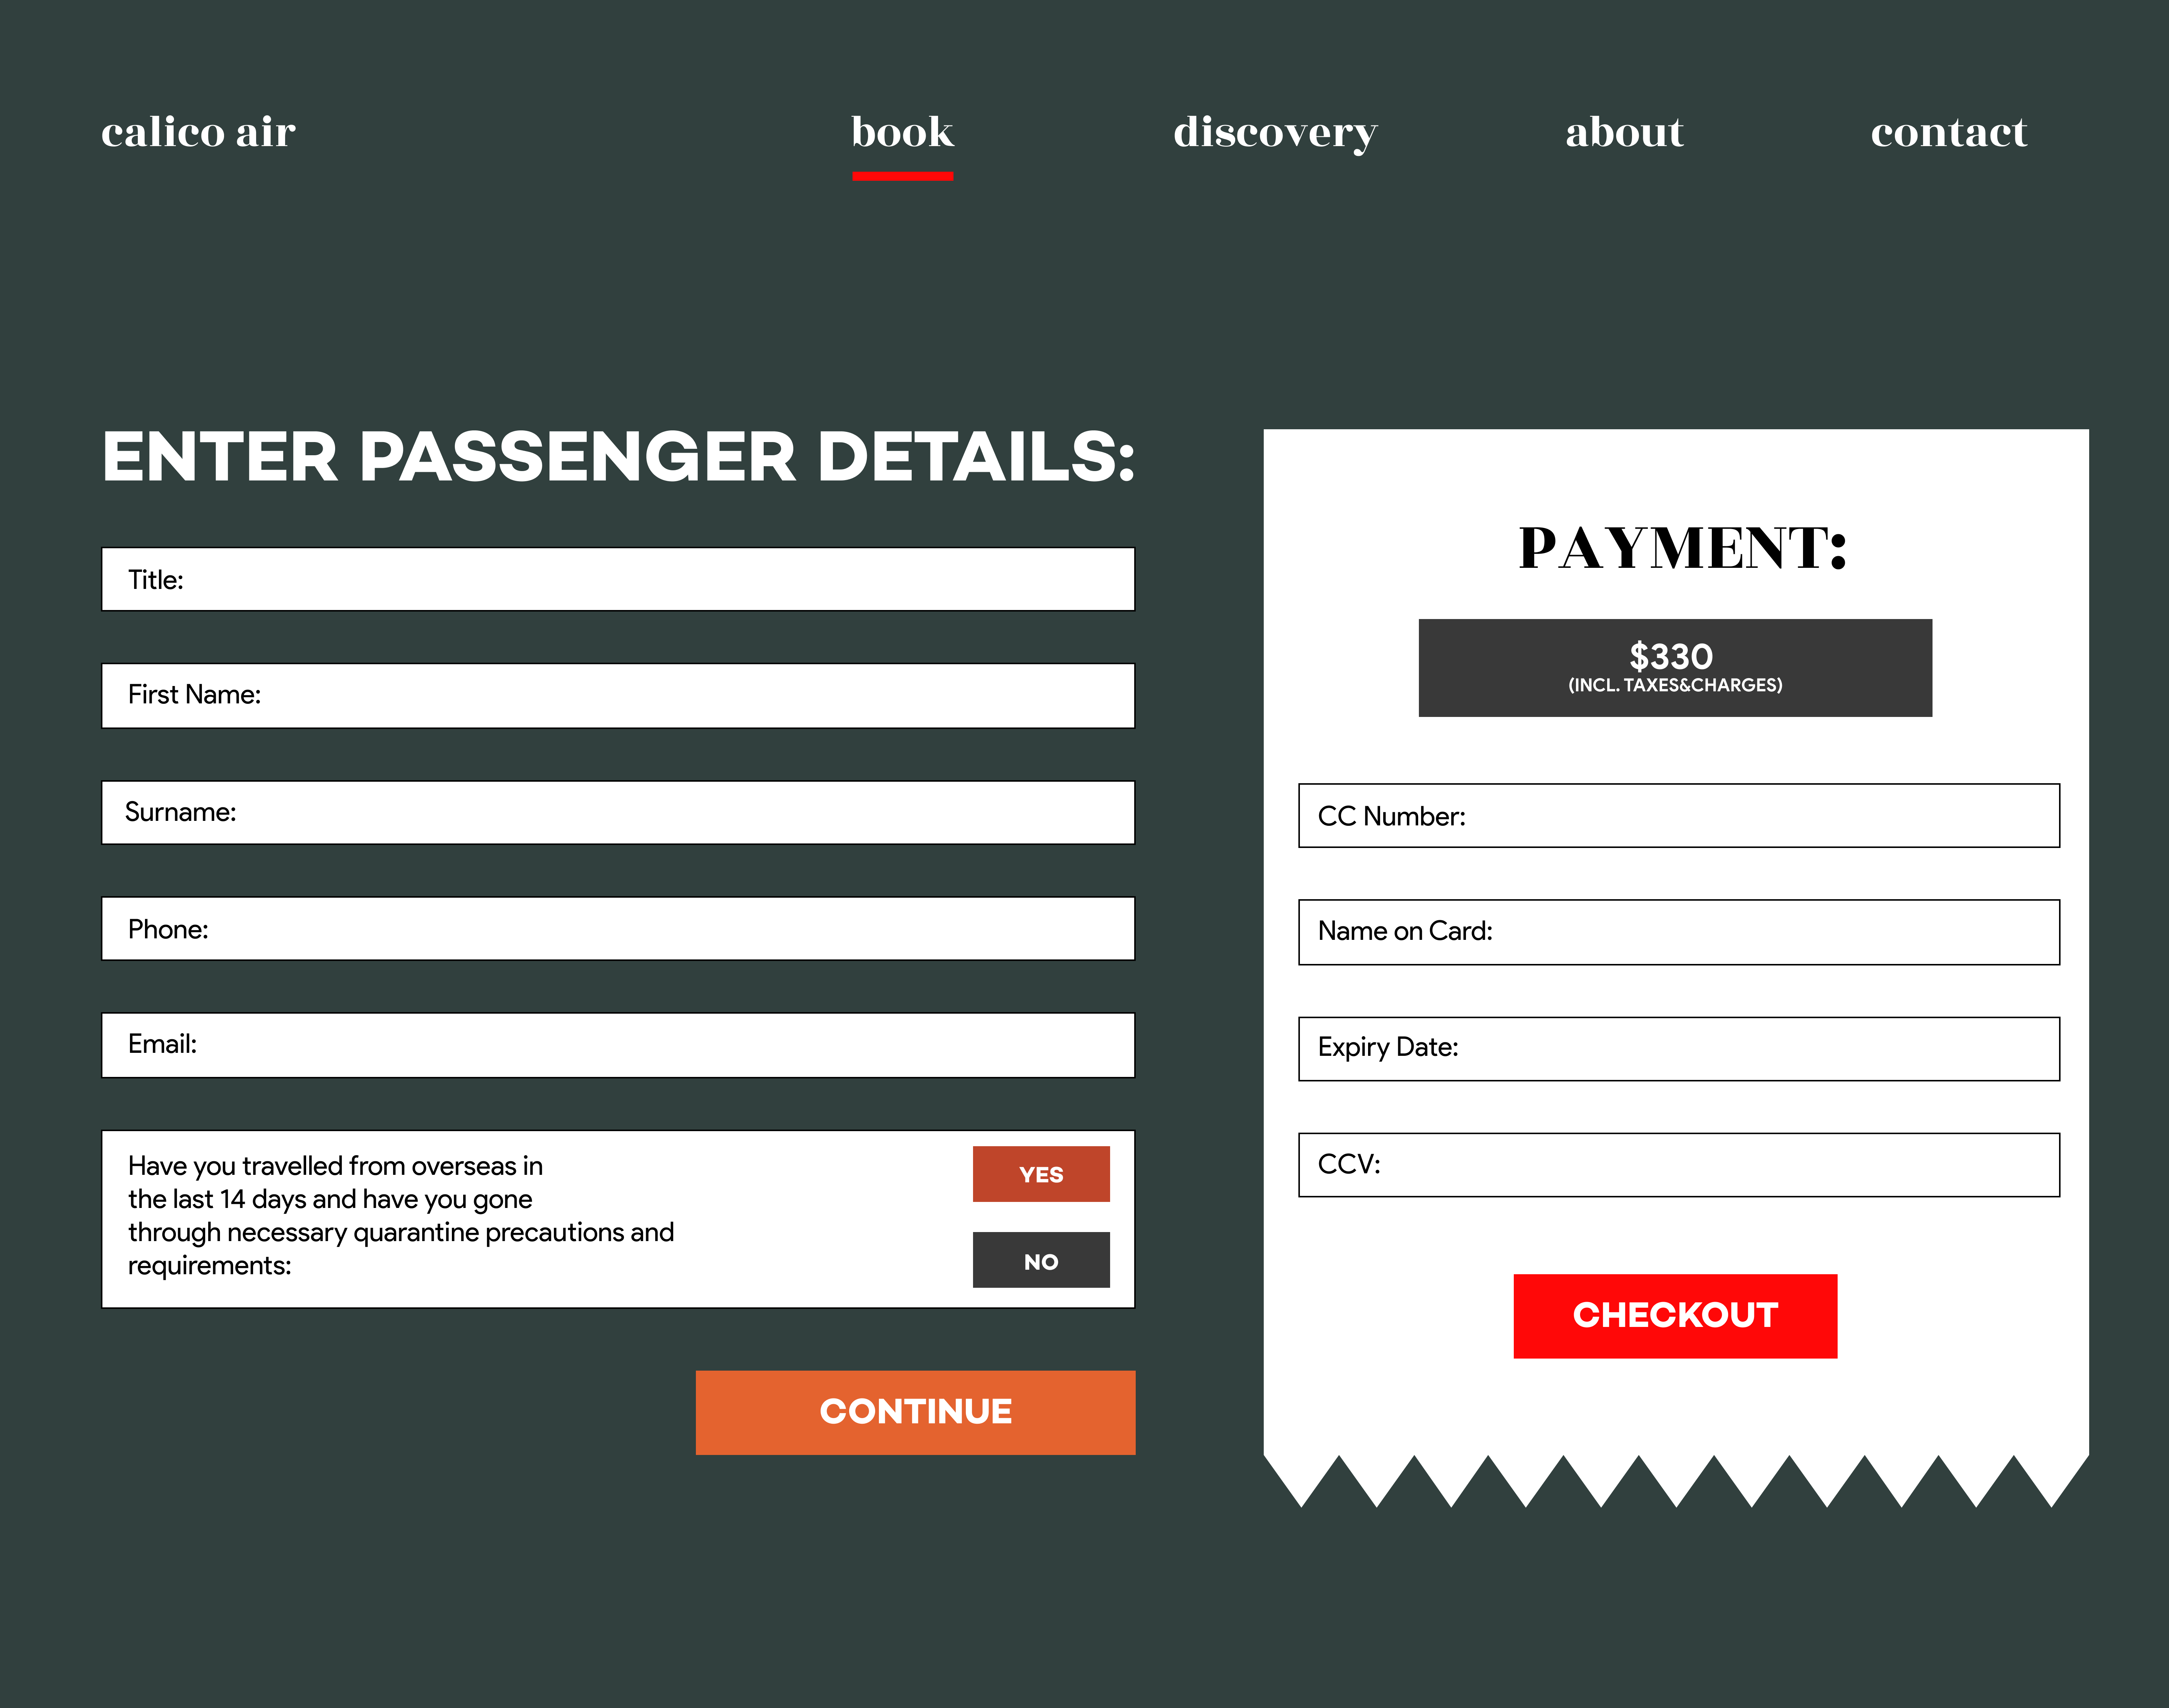 calico air
book
discovery
about
contact
ENTER PASSENGER DETAILS:
Title:
First Name:
Surname:
Phone:
Email:
Have you travelled from overseas in
the last 14 days and have you gone
through necessary quarantine precautions and
requirements:
YES
NO
CONTINUE
PAYMENT:
$330
(INCL. TAXES&CHARGES)
CC Number:
Name on Card:
Expiry Date:
CCV:
CHECKOUT